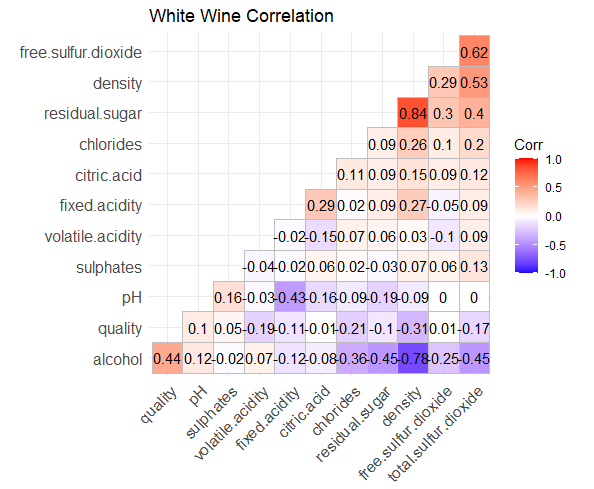 White Wine Correlation
free.sulfur.dioxide 0.62
density 0.29 0.53
residual.sugar 0.84 0.3 0.4
chlorides 0.09 0.26 0.1 0.2
citric.acid 0.11 0.09 0.15 0.09 0.12
fixed.acidity 0.29 0.02 0.09 0.27 -0.05 0.09
volatile.acidity -0.02 -0.15 0.07 0.06 0.03 -0.1 0.09
sulphates -0.04 -0.02 0.06 0.02 -0.03 0.07 0.06 0.13
pH 0.16 -0.03 -0.43 -0.16 -0.09 -0.19 -0.09 0 0
quality 0.1 0.05 -0.19 -0.11 -0.01 -0.21 -0.1 -0.31 0.01 -0.17
alcohol 0.44 0.12 -0.02 0.07 -0.12 -0.08 -0.36 -0.45 -0.78 -0.25 -0.45
quality
pH
sulphates
volatile.acidity
fixed.acidity
citric.acid
chlorides
residual.sugar
density
free.sulfur.dioxide
total.sulfur.dioxide
Corr
1.0
0.5
0.0
-0.5
-1.0